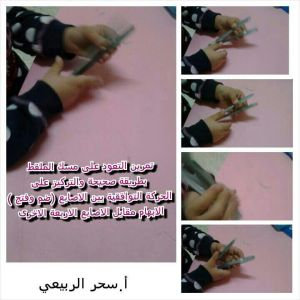 تمرين التعود على مسك الملقط
بطريقة صحيحة والتركيز على
الحركة التوافقية بين الاصابع (ضم وفتح )
الابهام مقابل الاصابع الاربعة الاخرى
أ.سحر الربيعي